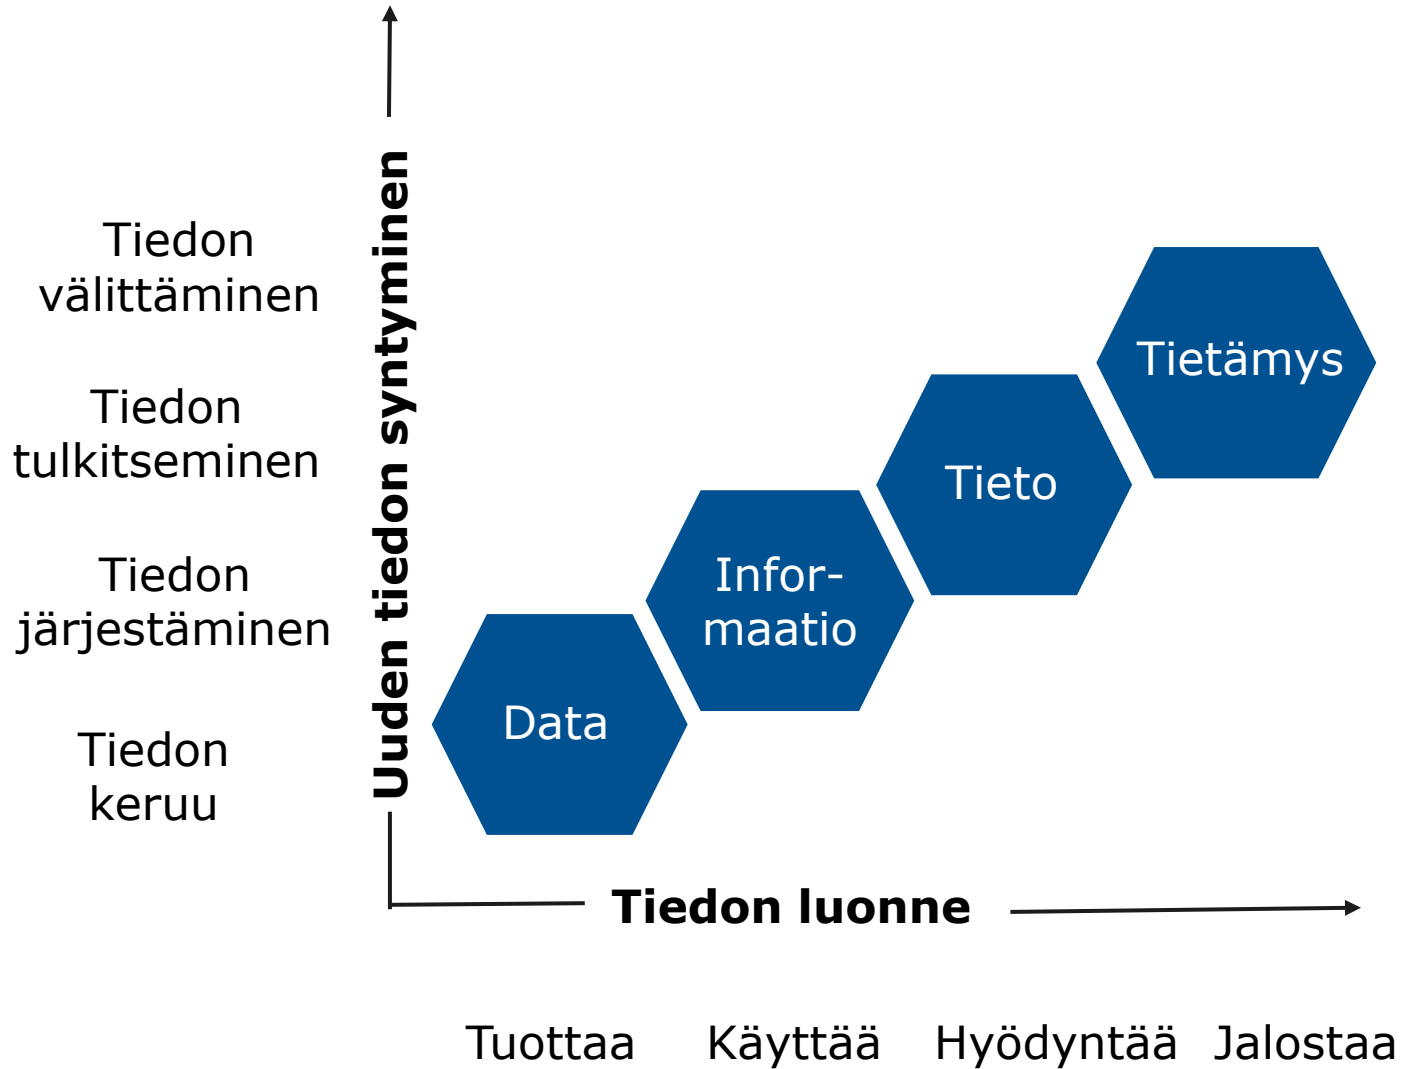 Tiedon
välittäminen
Tiedon
tulkitseminen
Tiedon
järjestäminen
Tiedon
keruu
Uuden tiedon syntyminen
Tietämys
Tieto
Infor-
maatio
Data
Tiedon luonne
Tuottaa
Käyttää
Hyödyntää
Jalostaa